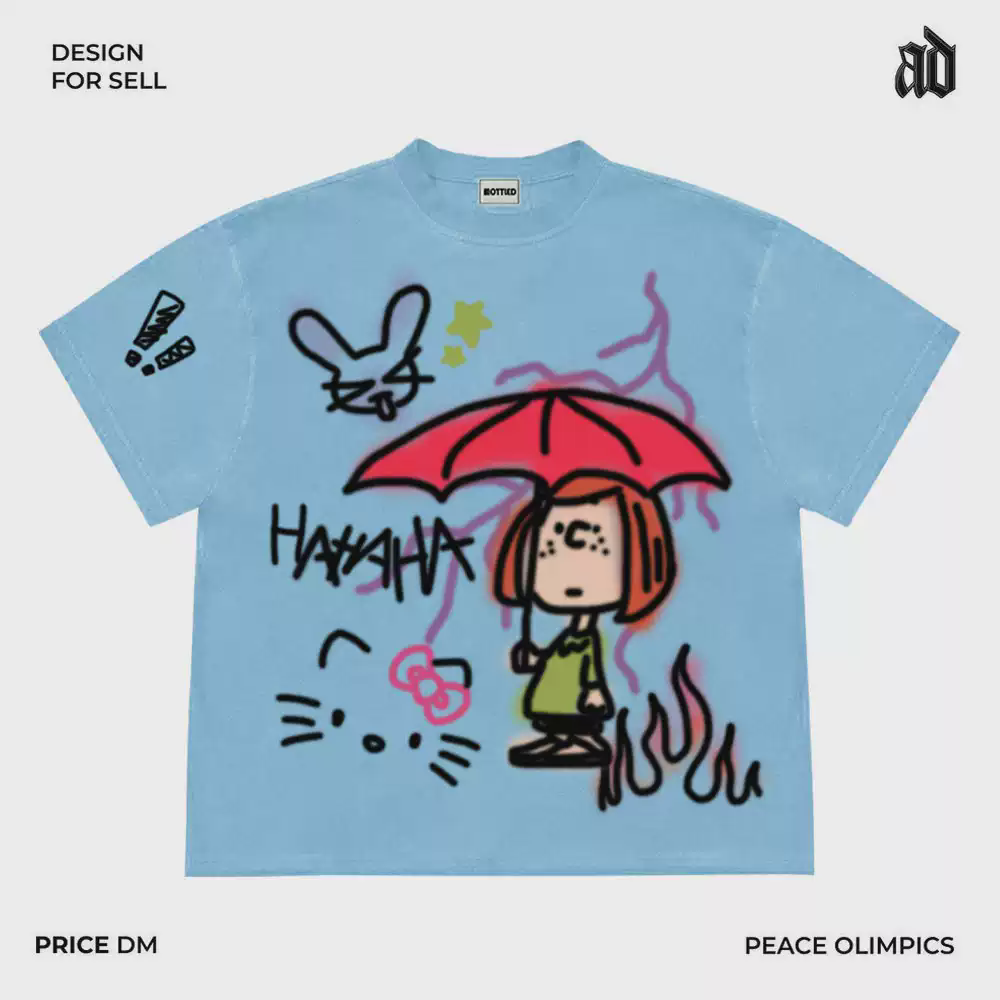 DESIGN
FOR SELL
ad
MOTTIED
HAHAHA
PRICE DM
PEACE OLIMPICS